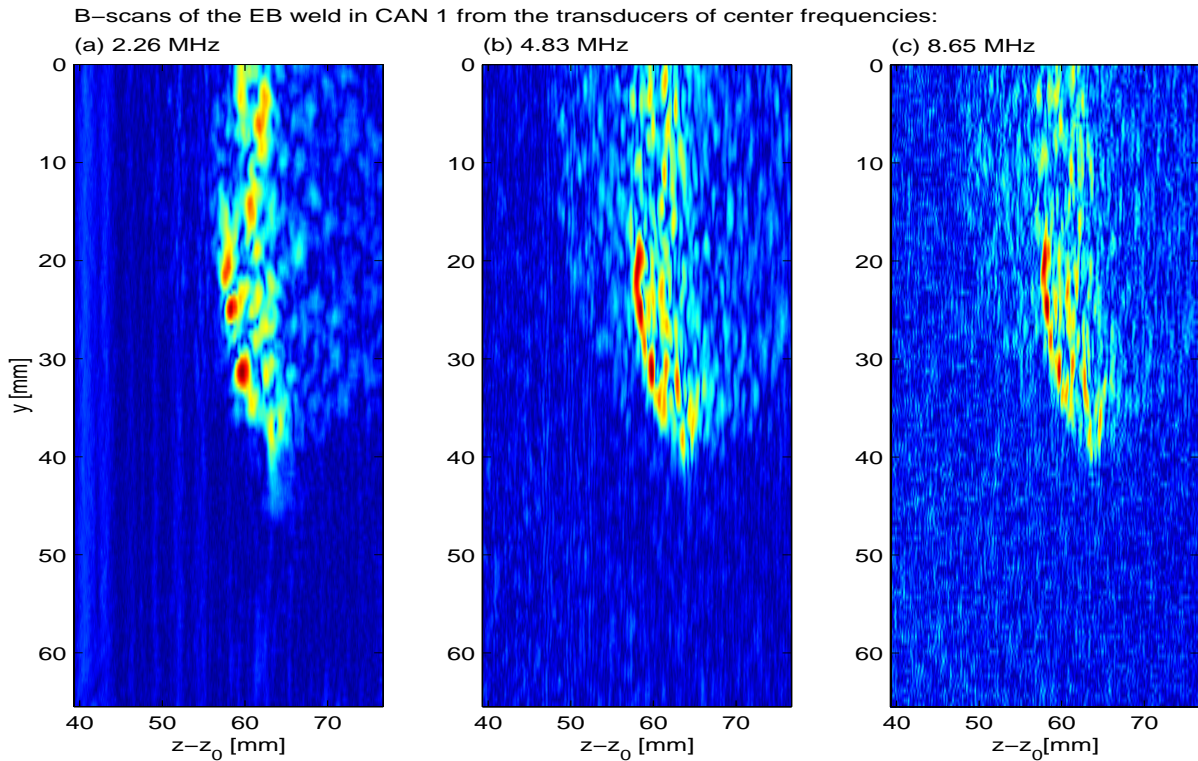 B−scans of the EB weld in CAN 1 from the transducers of center frequencies:
(a) 2.26 MHz
(b) 4.83 MHz
(c) 8.65 MHz
y [mm]
0
10
20
30
40
50
60
40 50 60 70
z−z0 [mm]
0
10
20
30
40
50
60
40 50 60 70
z−z0 [mm]
0
10
20
30
40
50
60
40 50 60 70
z−z0[mm]